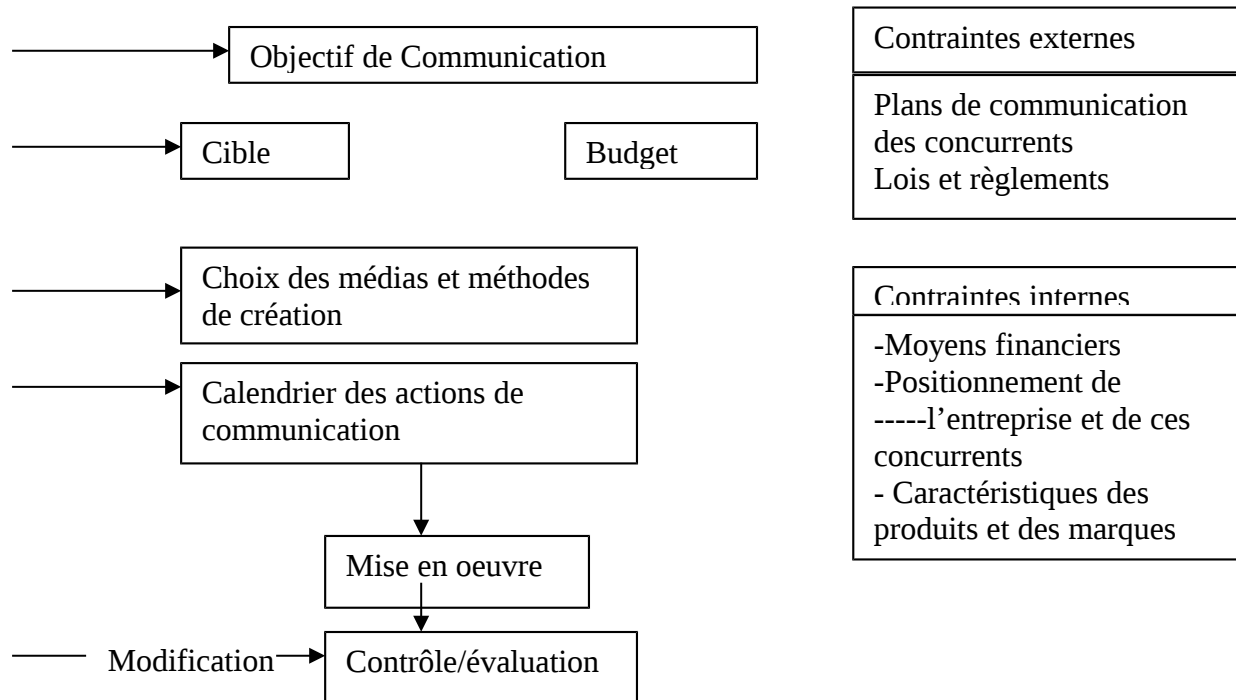 Objectif de Communication
Cible
Budget
Choix des médias et méthodes
de création
Calendrier des actions de
communication
Mise en oeuvre
Modification
Contrôle/évaluation
Contraintes externes
Plans de communication
des concurrents
Lois et règlements
Contraintes internes
-Moyens financiers
-Positionnement de
-----l’entreprise et de ces
concurrents
- Caractéristiques des
produits et des marques